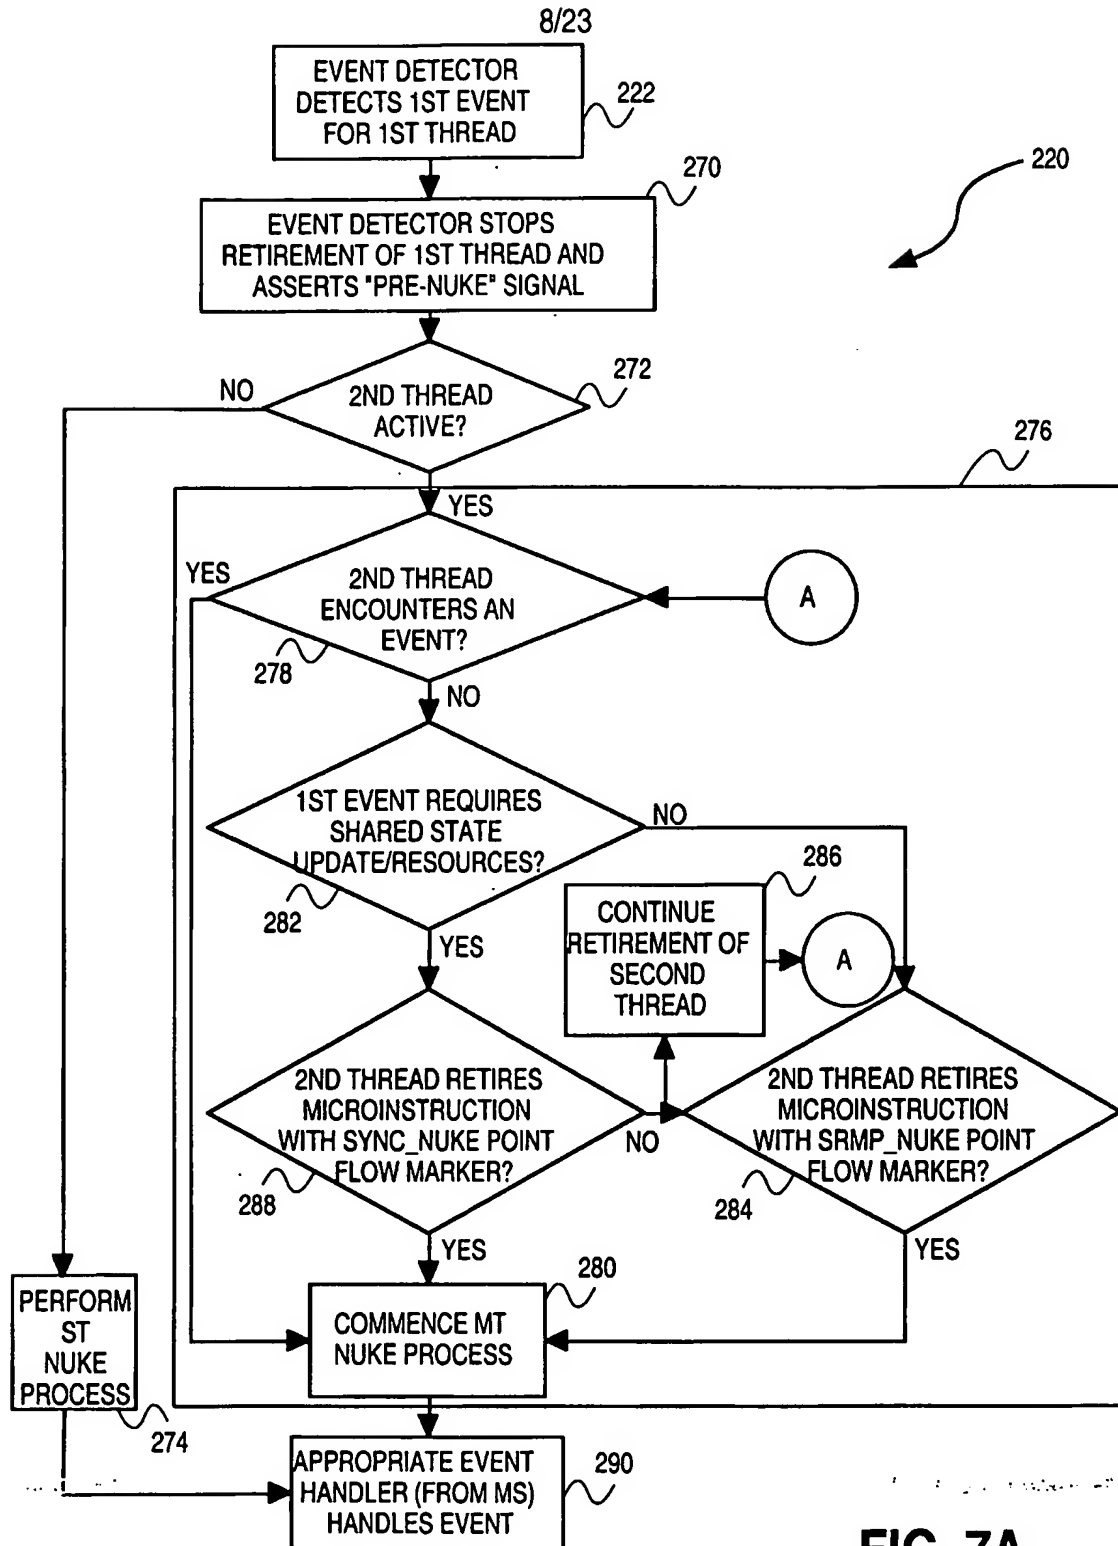 8/23
EVENT DETECTOR
DETECTS 1ST EVENT
FOR 1ST THREAD
222
220
270
EVENT DETECTOR STOPS
RETIREMENT OF 1ST THREAD AND
ASSERTS "PRE-NUKE" SIGNAL
272
NO
2ND THREAD
ACTIVE?
276
YES
YES
2ND THREAD
ENCOUNTERS AN
EVENT?
A
278
NO
1ST EVENT REQUIRES
SHARED STATE
UPDATE/RESOURCES?
NO
282
286
YES
CONTINUE
RETIREMENT OF
SECOND
THREAD
A
2ND THREAD RETIRES
MICROINSTRUCTION
WITH SYNC_NUKE POINT
FLOW MARKER?
NO
288
2ND THREAD RETIRES
MICROINSTRUCTION
WITH SRMP_NUKE POINT
FLOW MARKER?
284
YES
YES
280
COMMENCE MT
NUKE PROCESS
PERFORM
ST
NUKE
PROCESS
274
APPROPRIATE EVENT
HANDLER (FROM MS)
HANDLES EVENT
290
FIG. 7A